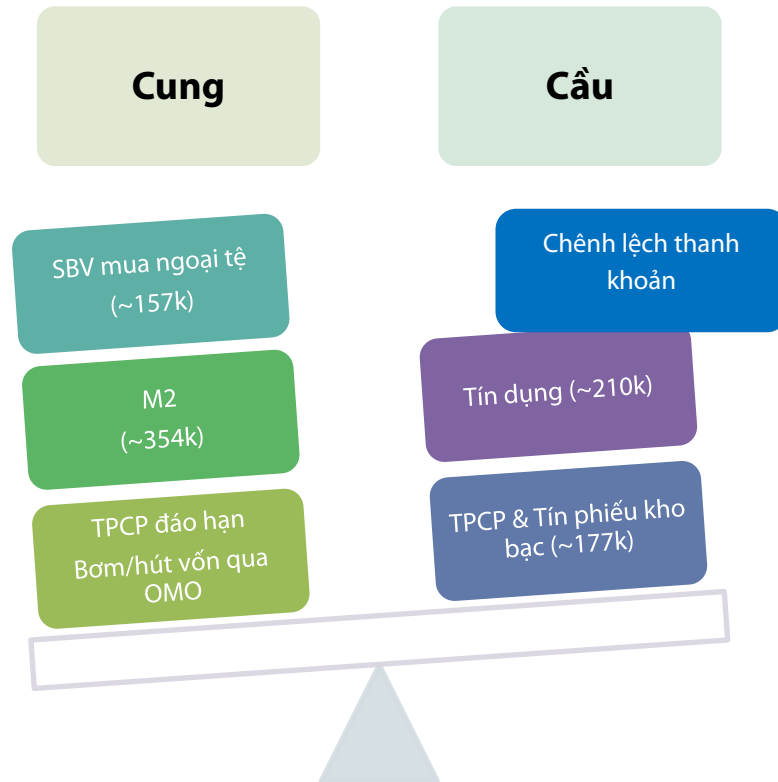 Cung
Cầu
SBV mua ngoại tệ
(~157k)
M2
(~354k)
TPCP đáo hạn
Bơm/hút vốn qua
OMO
Chênh lệch thanh
khoản
Tín dụng (~210k)
TPCP & Tín phiếu kho
bạc (~177k)